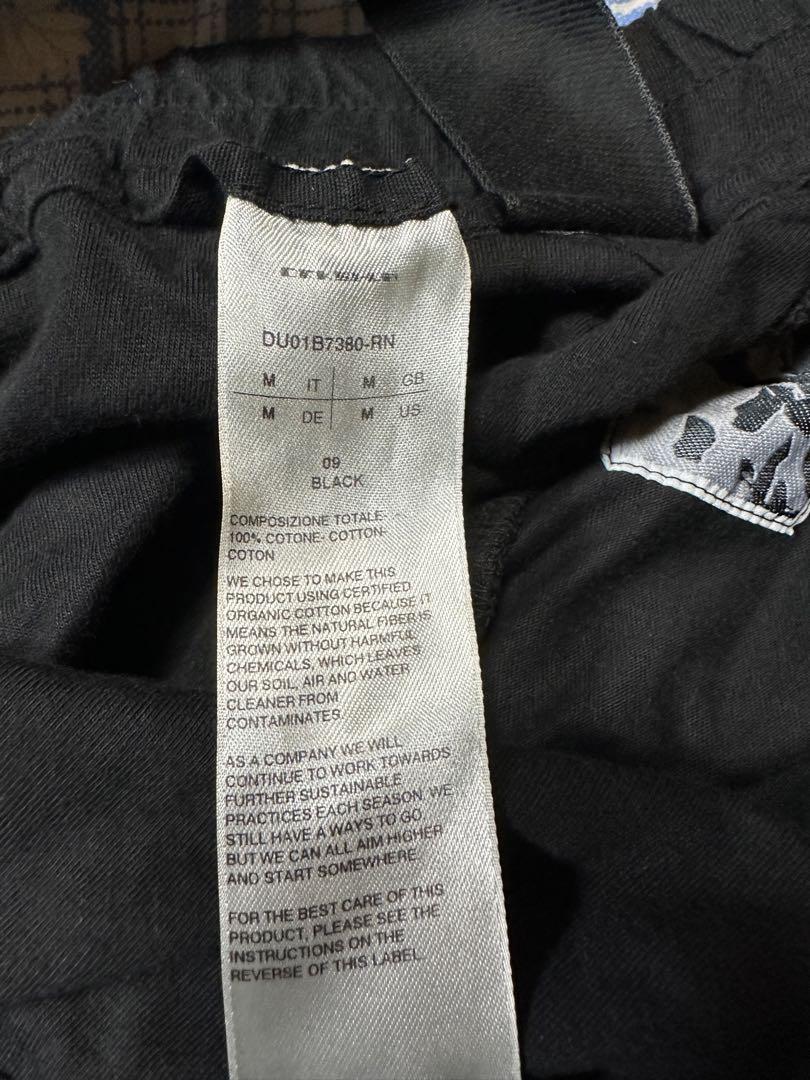 DU01B7380-RN
M IT M GB
M DE M US
09
BLACK
COMPOSIZIONE TOTALE-
100% COTONE- COTTON-
COTON
WE CHOSE TO MAKE THIS
PRODUCT USING CERTIFIED
ORGANIC COTTON BECAUSE IT
MEANS THE NATURAL FIBER IS
GROWN WITHOUT HARMFUL
CHEMICALS, WHICH LEAVES
OUR SOIL, AIR AND WATER
CLEANER FROM
CONTAMINATES.
AS A COMPANY WE WILL
CONTINUE TO WORK TOWARDS
FURTHER SUSTAINABLE
PRACTICES EACH SEASON. WE
STILL HAVE A WAYS TO GO
BUT WE CAN ALL AIM HIGHER
AND START SOMEWHERE.
FOR THE BEST CARE OF THIS
PRODUCT, PLEASE SEE THE
INSTRUCTIONS ON THE
REVERSE OF THIS LABEL.